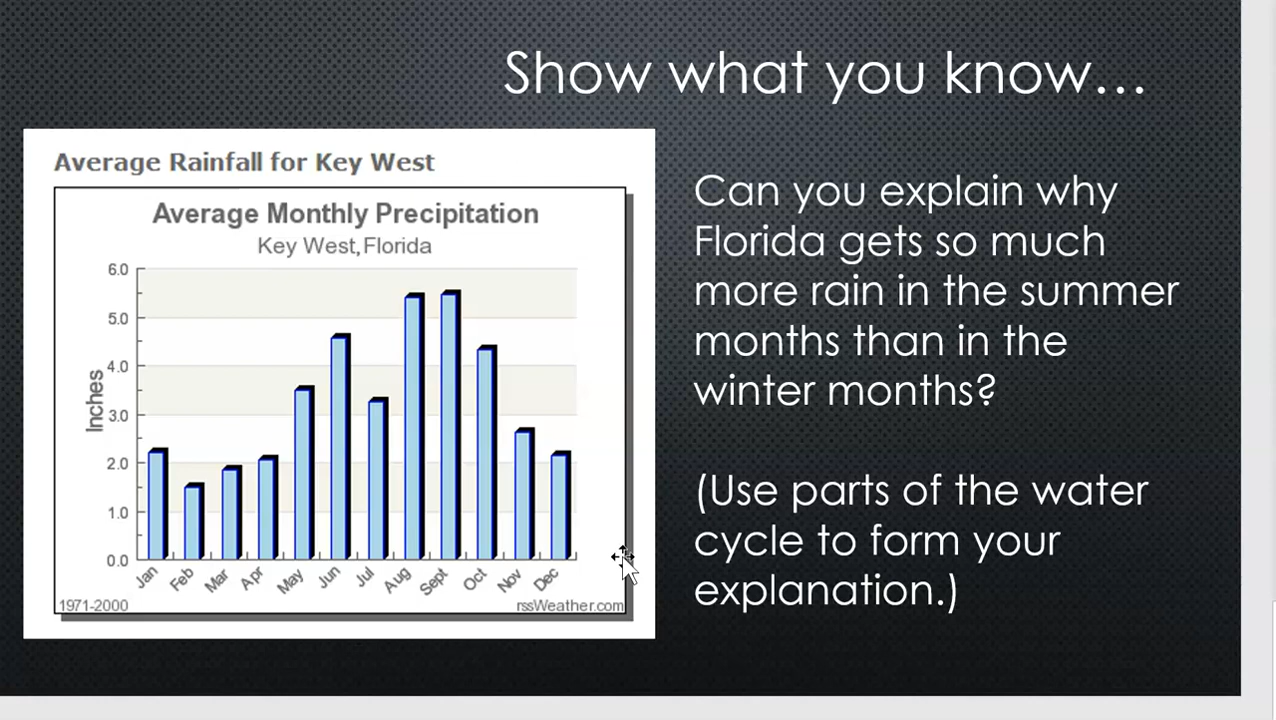 Show what you know…
Average Rainfall for Key West
Average Monthly Precipitation
Key West, Florida
6.0
5.0
4.0
3.0
2.0
1.0
0.0
Inches
Jan Feb Mar Apr May Jun Jul Aug Sept Oct Nov Dec
1971-2000 rssWeather.com
Can you explain why
Florida gets so much
more rain in the summer
months than in the
winter months?
(Use parts of the water
cycle to form your
explanation.)